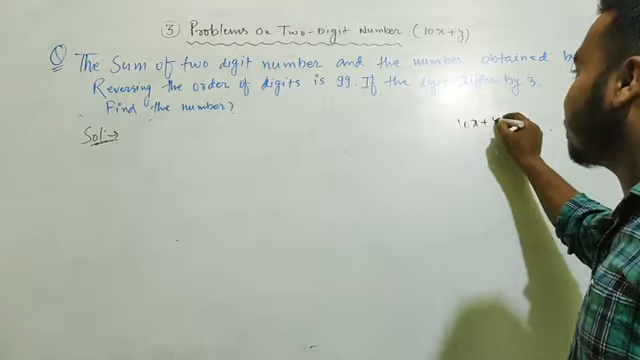 ③ Problems On Two-Digit Number (10x+y)
Q The Sum of two digit number and the number obtained by
Reversing the order of digits is 99. If the digit differ by 3.
Find the number?
Sol:→
10x+y